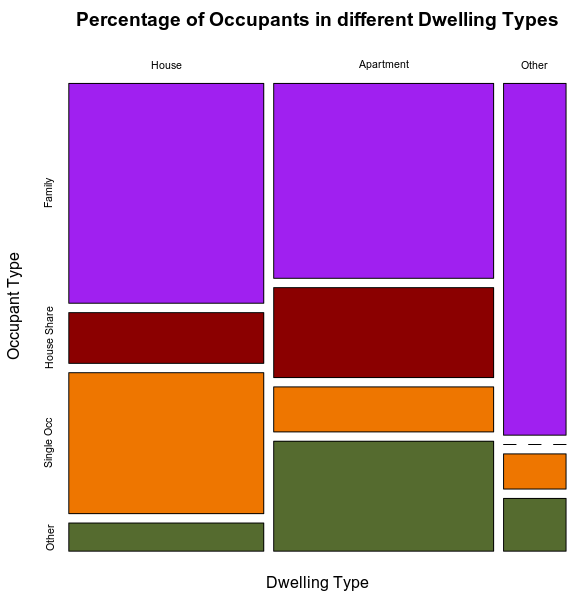 Percentage of Occupants in different Dwelling Types
House
Apartment
Other
Family
House Share
Single Occ
Other
Occupant Type
Dwelling Type